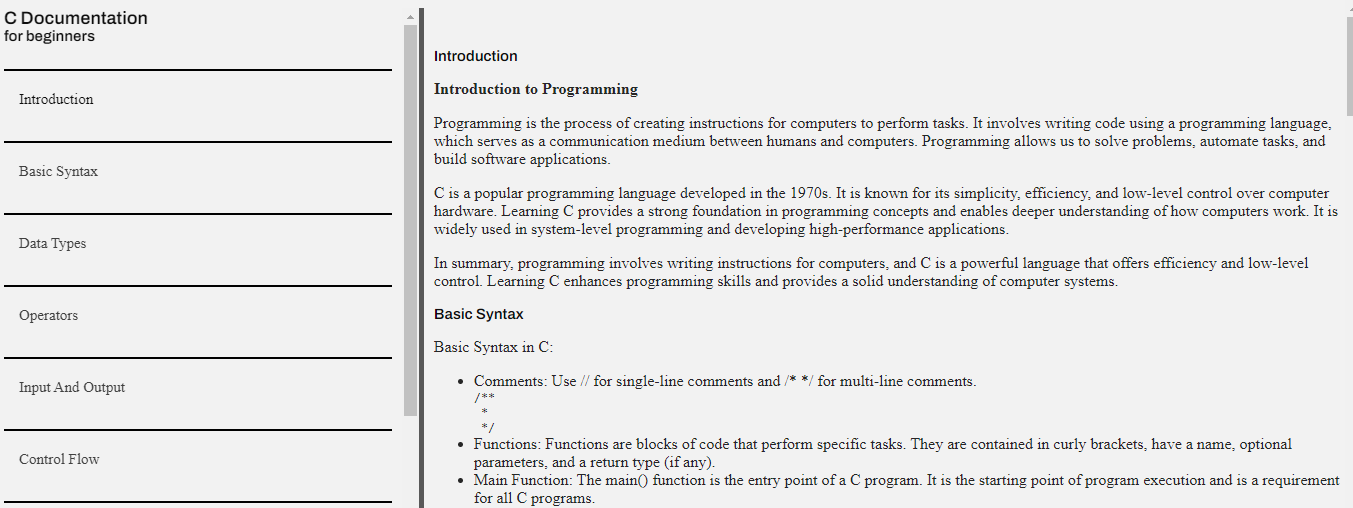 C Documentation
for beginners
Introduction
Basic Syntax
Data Types
Operators
Input And Output
Control Flow
Introduction
Introduction to Programming
Programming is the process of creating instructions for computers to perform tasks. It involves writing code using a programming language,
which serves as a communication medium between humans and computers. Programming allows us to solve problems, automate tasks, and
build software applications.
C is a popular programming language developed in the 1970s. It is known for its simplicity, efficiency, and low-level control over computer
hardware. Learning C provides a strong foundation in programming concepts and enables deeper understanding of how computers work. It is
widely used in system-level programming and developing high-performance applications.
In summary, programming involves writing instructions for computers, and C is a powerful language that offers efficiency and low-level
control. Learning C enhances programming skills and provides a solid understanding of computer systems.
Basic Syntax
Basic Syntax in C:
• Comments: Use // for single-line comments and /* */ for multi-line comments.
/**
*
*/
• Functions: Functions are blocks of code that perform specific tasks. They are contained in curly brackets, have a name, optional
parameters, and a return type (if any).
• Main Function: The main() function is the entry point of a C program. It is the starting point of program execution and is a requirement
for all C programs.